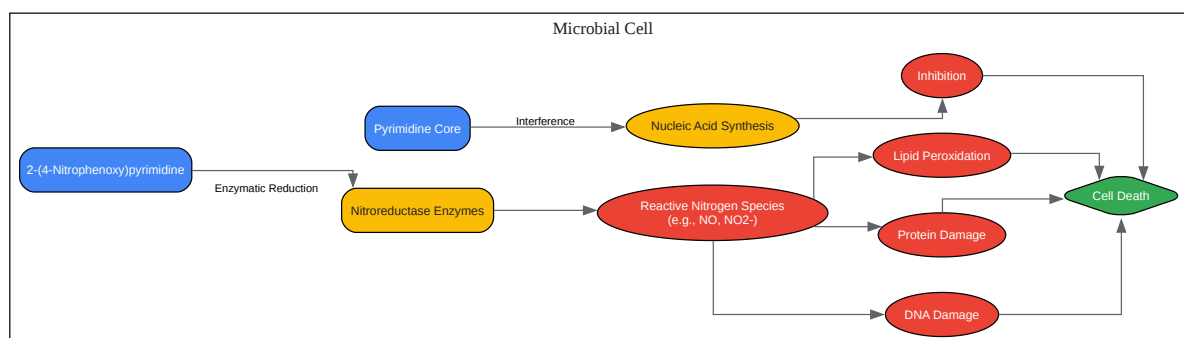 Microbial Cell
Inhibition
Pyrimidine Core
Interference
Nucleic Acid Synthesis
2-(4-Nitrophenoxy)pyrimidine
Enzymatic Reduction
Lipid Peroxidation
Cell Death
Nitroreductase Enzymes
Reactive Nitrogen Species
(e.g., NO, NO2-)
Protein Damage
DNA Damage